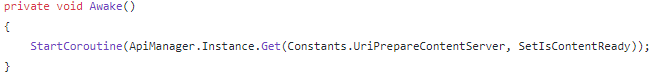 private void Awake()
{
    StartCoroutine(ApiManager.Instance.Get(Constants.UriPrepareContentServer, SetIsContentReady));
}